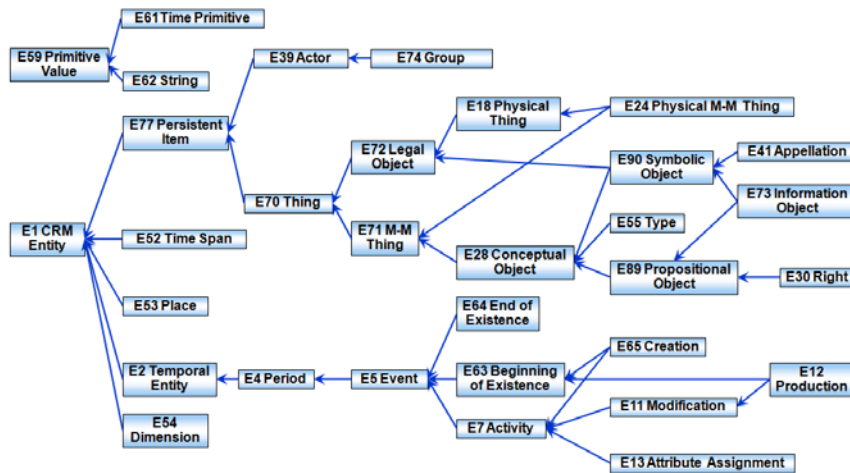 E61 Time Primitive
E59 Primitive
Value
E62 String
E39 Actor
E74 Group
E77 Persistent
Item
E18 Physical
Thing
E24 Physical M-M Thing
E72 Legal
Object
E90 Symbolic
Object
E41 Appellation
E73 Information
Object
E70 Thing
E71 M-M
Thing
E55 Type
E1 CRM
Entity
E52 Time Span
E28 Conceptual
Object
E89 Propositional
Object
E30 Right
E53 Place
E64 End of
Existence
E65 Creation
E2 Temporal
Entity
E4 Period
E5 Event
E63 Beginning
of Existence
E12
Production
E54
Dimension
E7 Activity
E11 Modification
E13 Attribute Assignment